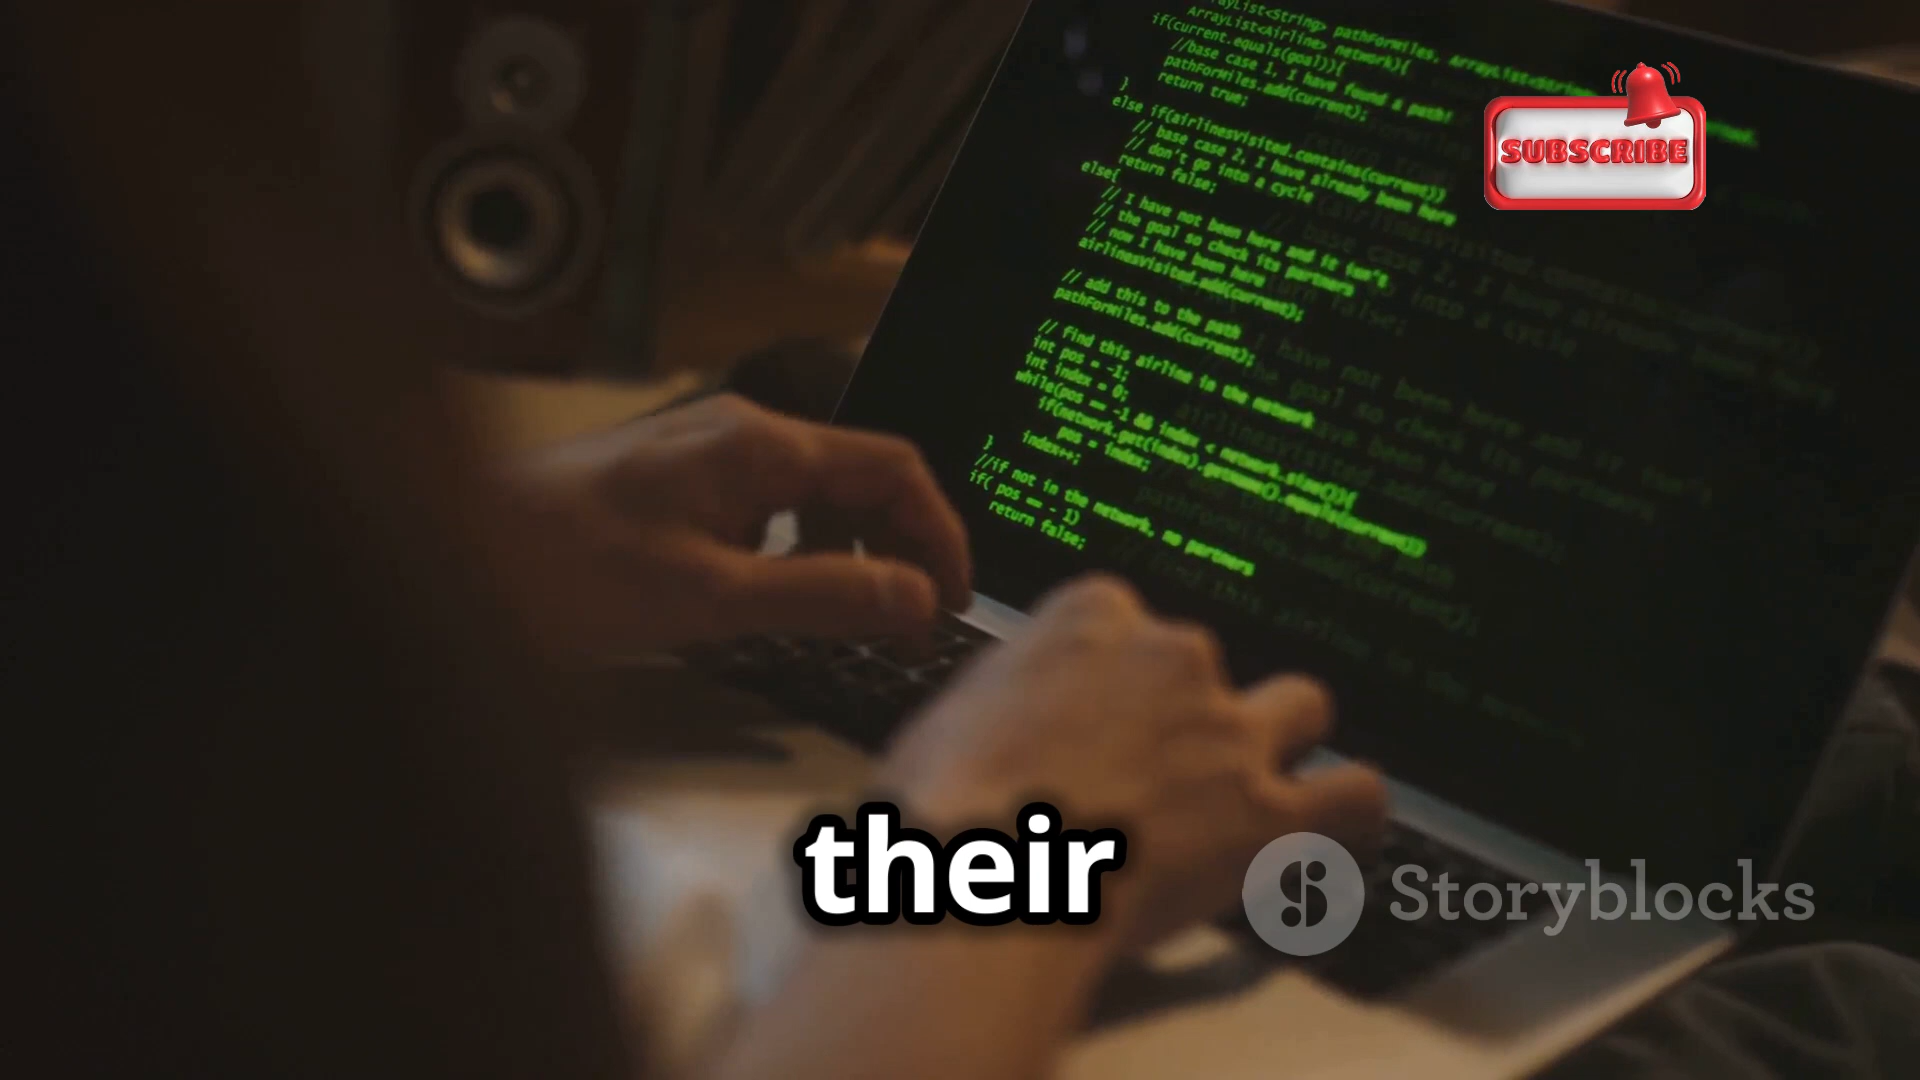 ArrayList<String> pathForMiles, ArrayList<String>
ArrayList<Airline> network){
if(current.equals(goal)){
//base case 1, I have found a path!
pathForMiles.add(current);
return true;
}
else if(airlinesvisited.contains(current))
// base case 2, I have already been here
// don't go into a cycle
return false;
else{
// I have not been here and it isn't
// the goal so check its partners
// now I have been here
airlinesvisited.add(current);
// add this to the path
pathForMiles.add(current);
// find this airline in the network
int pos = -1;
int index = 0;
while(pos == -1 && index < network.size()){
if(network.get(index).getName().equals(current))
pos = index;
index++;
}
//if not in the network, no partners
if( pos == - 1)
return false;
SUBSCRIBE
their
Storyblocks